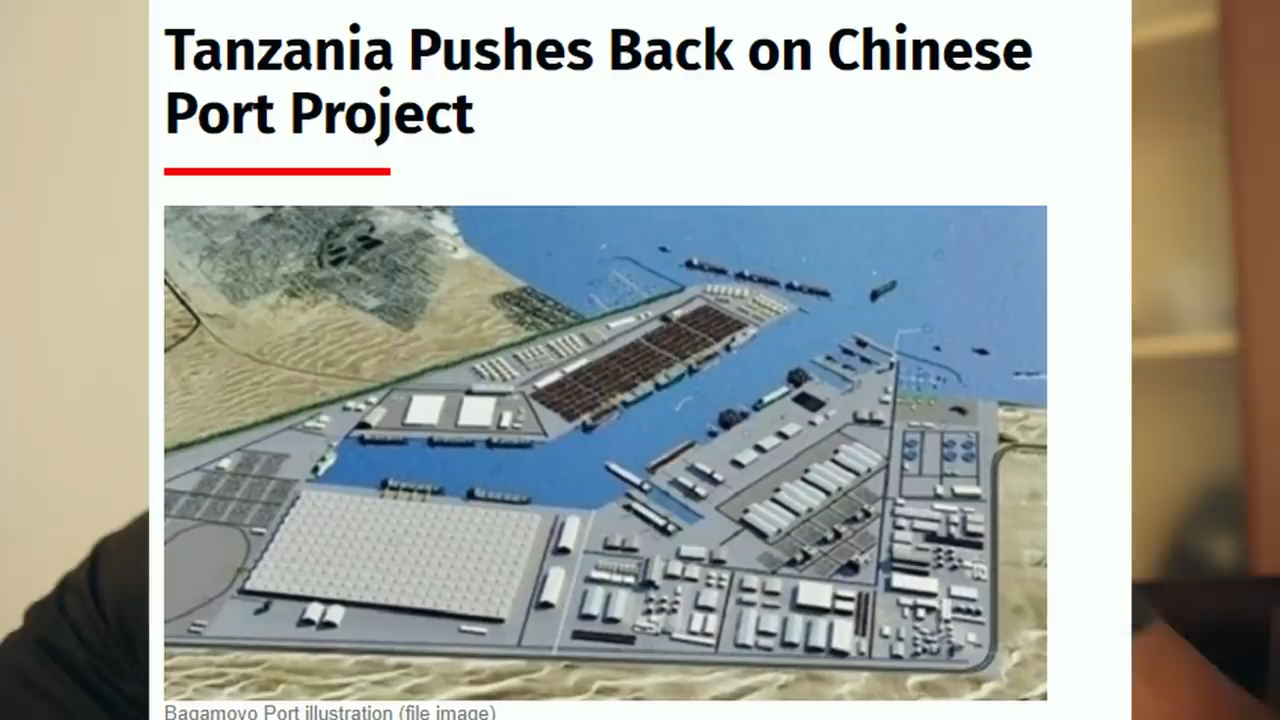 Tanzania Pushes Back on Chinese
Port Project
Bagamoyo Port illustration (file image)